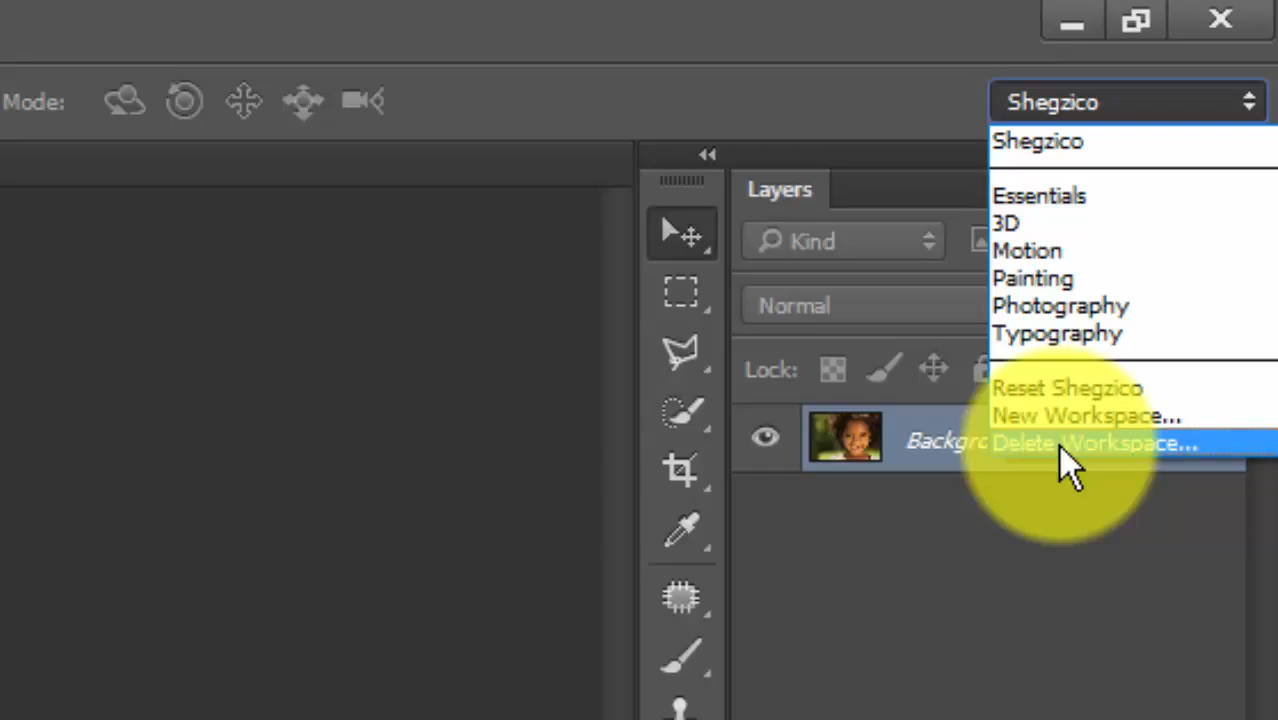 Mode:
Shegzico
Shegzico
Essentials
3D
Motion
Painting
Photography
Typography
Reset Shegzico
New Workspace...
Delete Workspace...
Layers
Kind
Normal
Lock:
Backgro